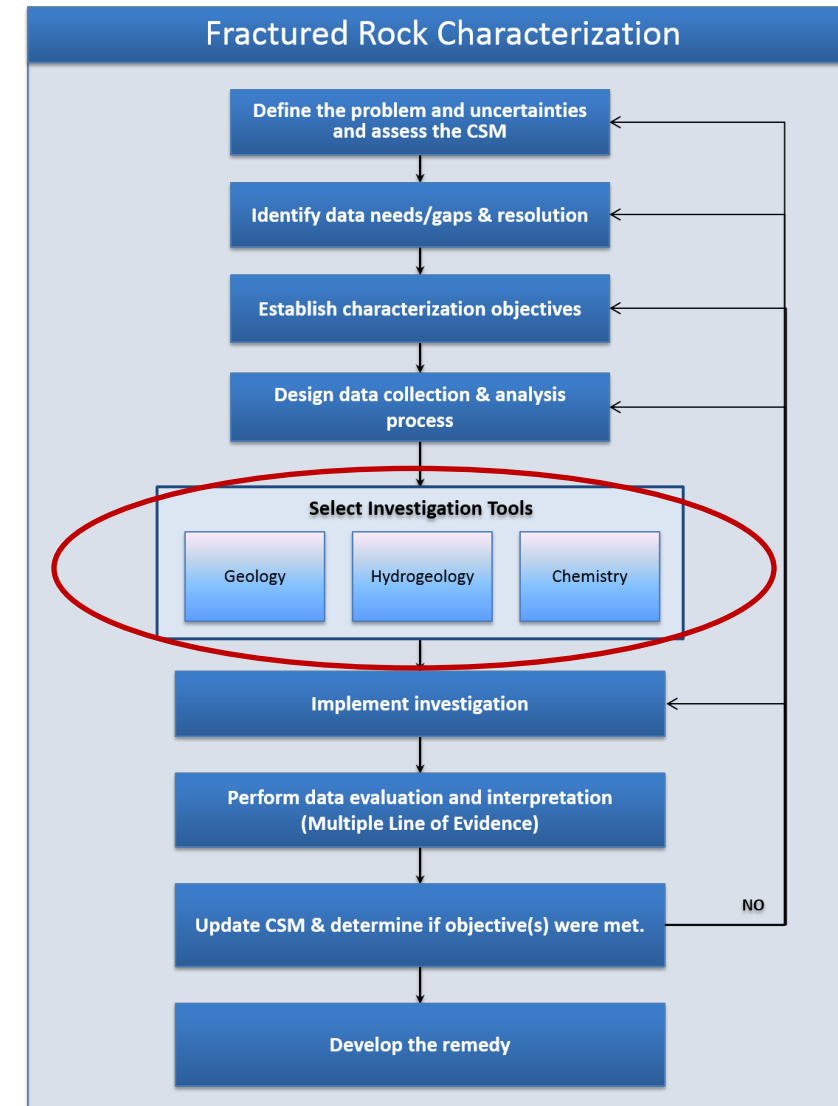 Fractured Rock Characterization
Define the problem and uncertainties
and assess the CSM
Identify data needs/gaps & resolution
Establish characterization objectives
Design data collection & analysis
process
Select Investigation Tools
Geology
Hydrogeology
Chemistry
Implement investigation
Perform data evaluation and interpretation
(Multiple Line of Evidence)
Update CSM & determine if objective(s) were met.
NO
Develop the remedy